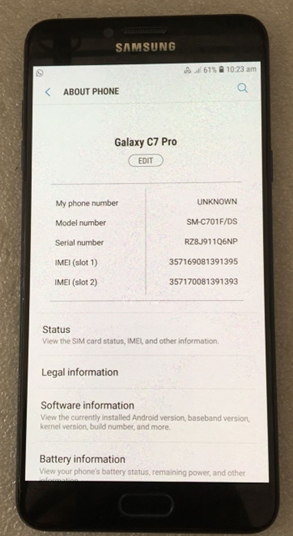 SAMSUNG
61% 10:23 am
ABOUT PHONE
Galaxy C7 Pro
EDIT
My phone number UNKNOWN
Model number SM-C701F/DS
Serial number RZ8J911Q6NP
IMEI (slot 1) 357169081391395
IMEI (slot 2) 357170081391393
Status
View the SIM card status, IMEI, and other information.
Legal information
Software information
View the currently installed Android version, baseband version,
kernel version, build number, and more.
Battery information
View your phone's battery status, remaining power, and other
information.